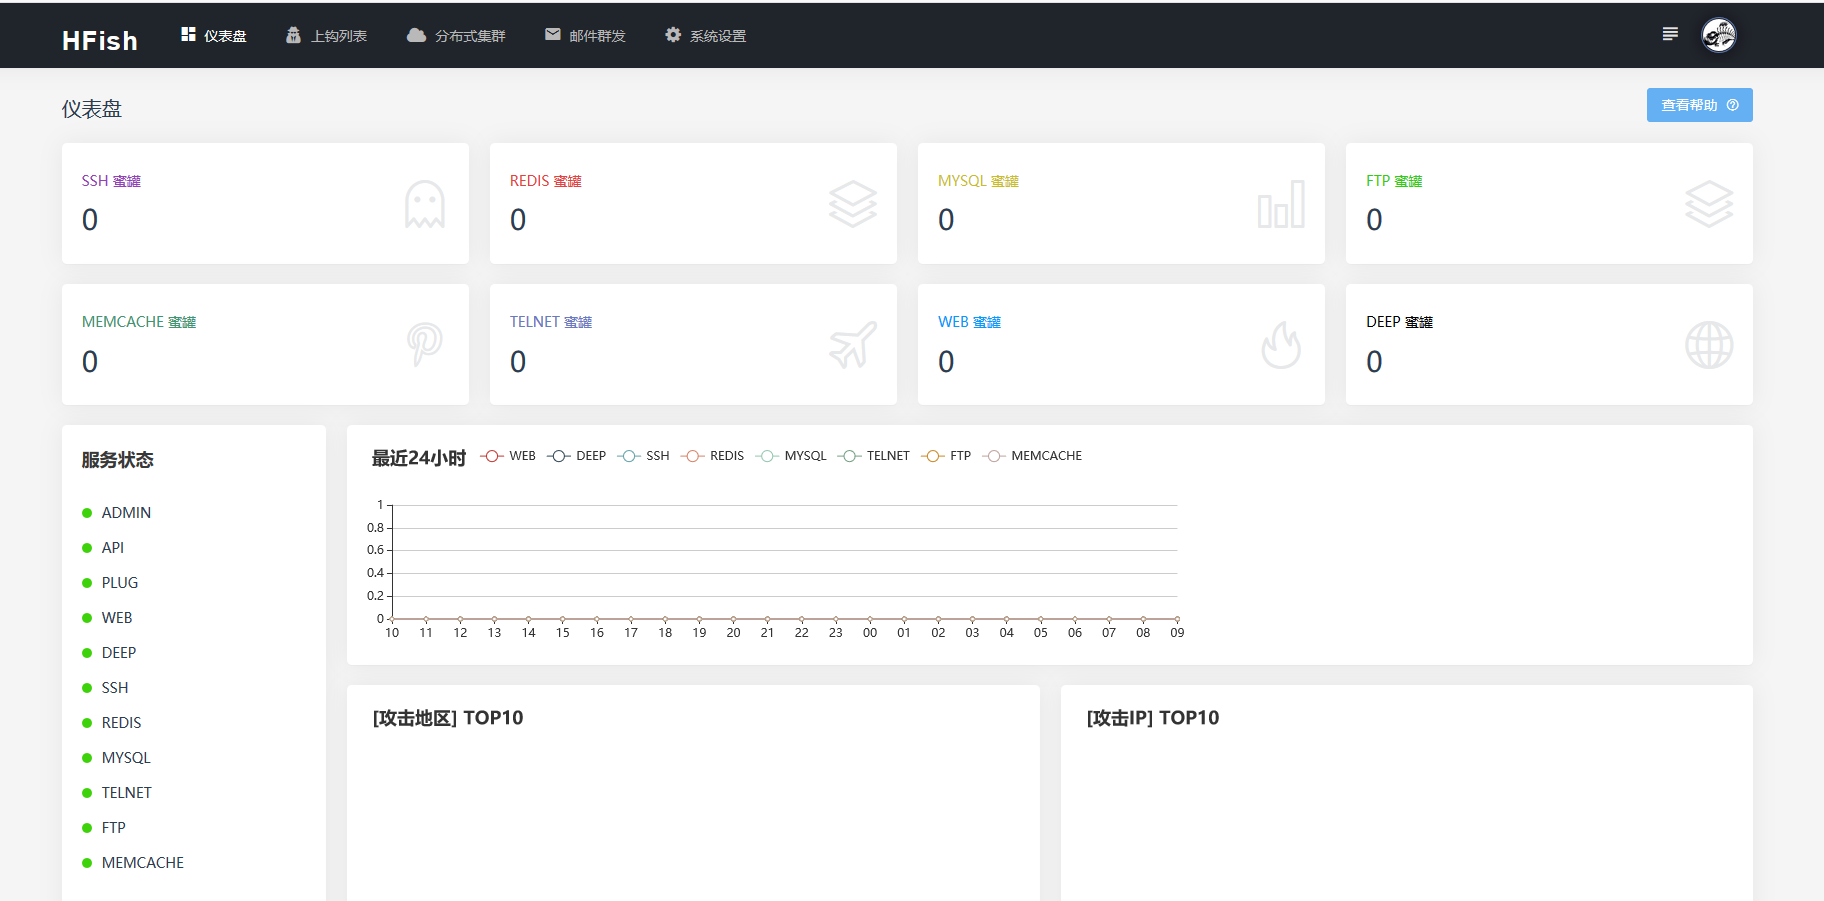 HFish 仪表盘 上钩列表 分布式集群 邮件群发 系统设置
仪表盘 查看帮助
SSH 蜜罐
0
REDIS 蜜罐
0
MYSQL 蜜罐
0
FTP 蜜罐
0
MEMCACHE 蜜罐
0
TELNET 蜜罐
0
WEB 蜜罐
0
DEEP 蜜罐
0
服务状态
ADMIN
API
PLUG
WEB
DEEP
SSH
REDIS
MYSQL
TELNET
FTP
MEMCACHE
最近24小时 WEB DEEP SSH REDIS MYSQL TELNET FTP MEMCACHE
1
0.8
0.6
0.4
0.2
0
10 11 12 13 14 15 16 17 18 19 20 21 22 23 00 01 02 03 04 05 06 07 08 09
[攻击地区] TOP10
[攻击IP] TOP10